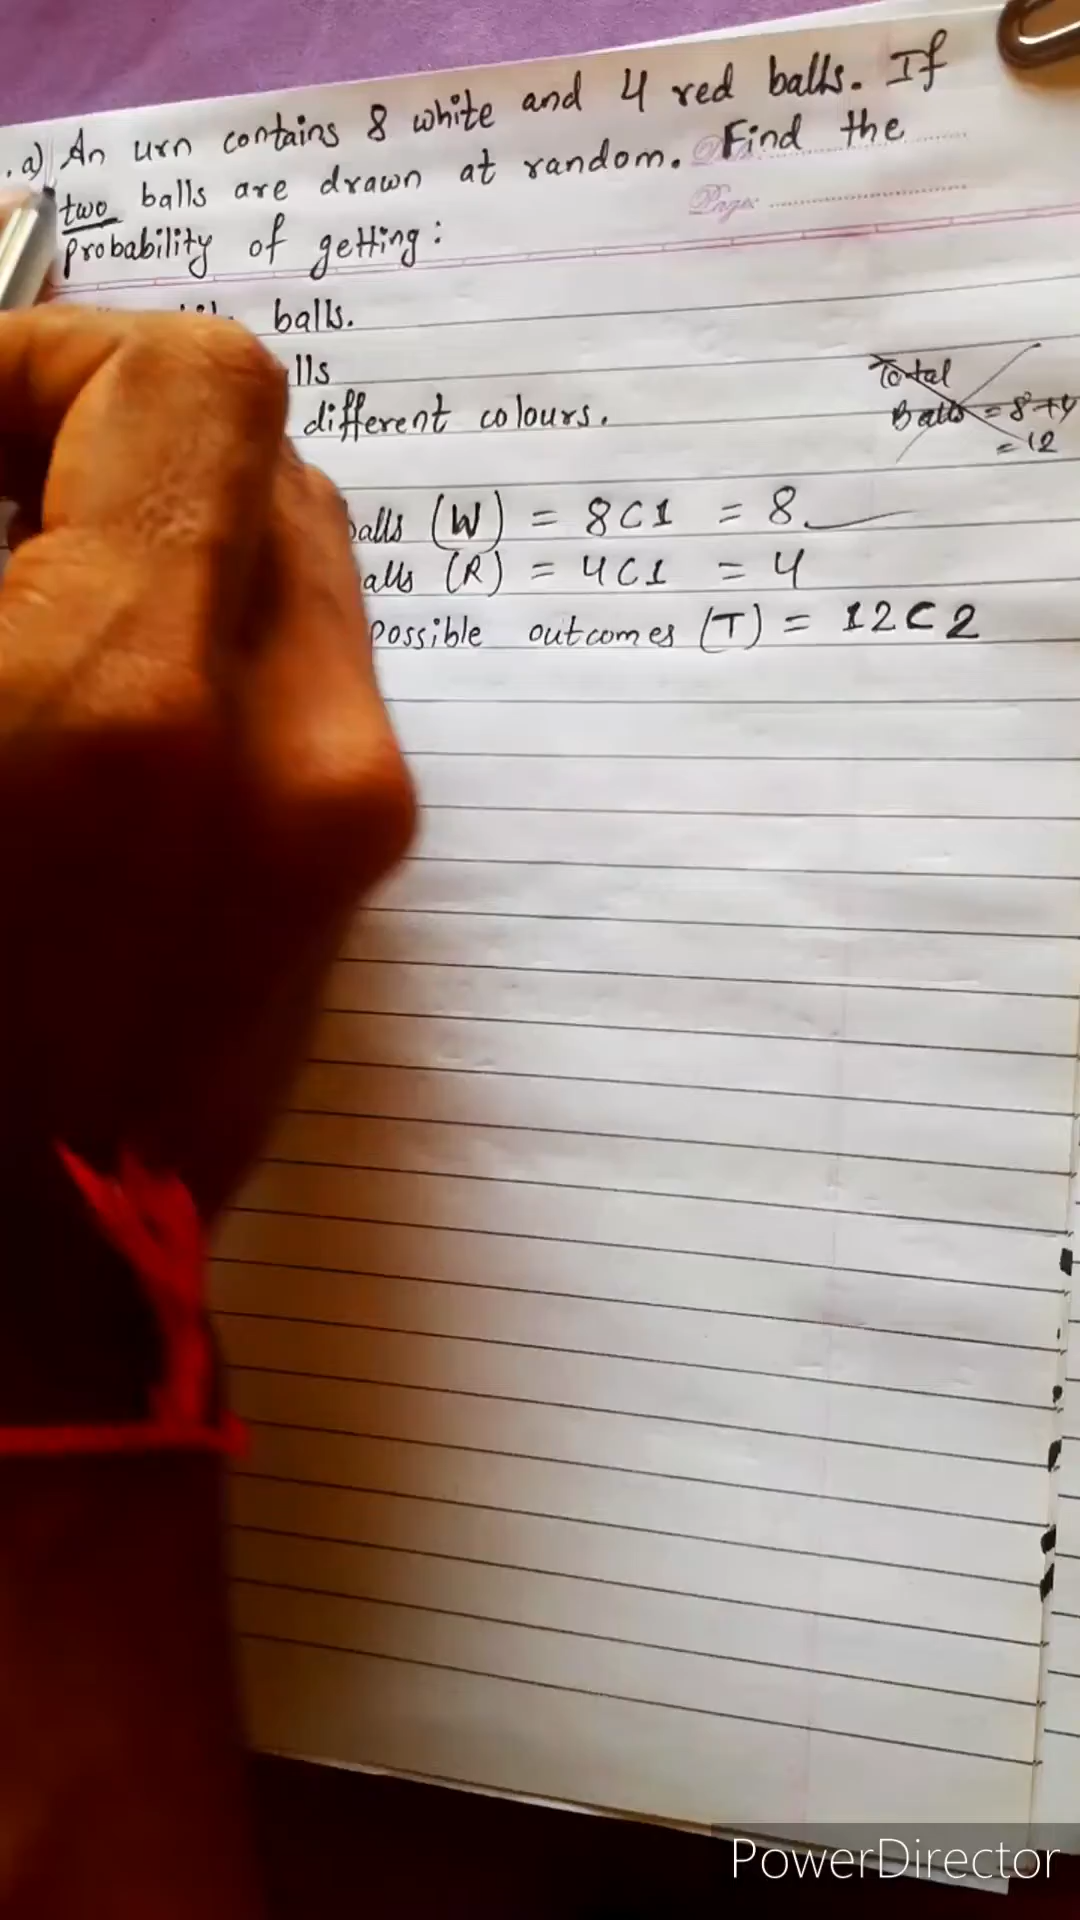 . a) An urn contains 8 white and 4 red balls. If
two balls are drawn at random. Find the
Page:
probability of getting:
balls.
lls
different colours.
Total
Balls = 8+4
= 12
balls (W) = 8C1 = 8
alls (R) = 4C1 = 4
possible outcomes (T) = 12C2
PowerDirector